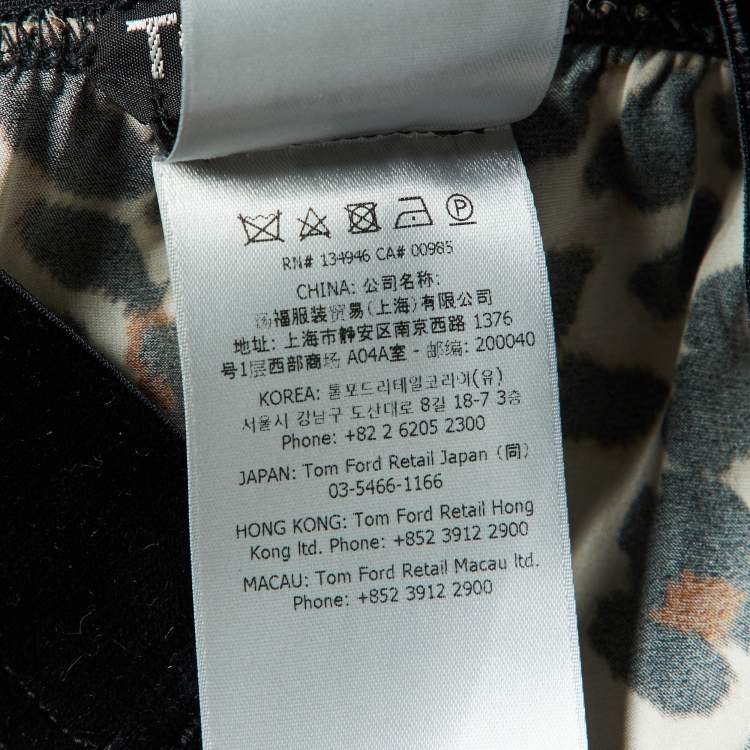 T
P
RN# 134946 CA# 00985
CHINA: 公司名称:
汤福服装贸易(上海)有限公司
地址: 上海市静安区南京西路 1376
号1层西部商场 A04A室 - 邮编: 200040
KOREA: 톰포드리테일코리아(유)
서울시 강남구 도산대로 8길 18-7 3층
Phone: +82 2 6205 2300
JAPAN: Tom Ford Retail Japan (同)
03-5466-1166
HONG KONG: Tom Ford Retail Hong
Kong ltd. Phone: +852 3912 2900
MACAU: Tom Ford Retail Macau ltd.
Phone: +852 3912 2900